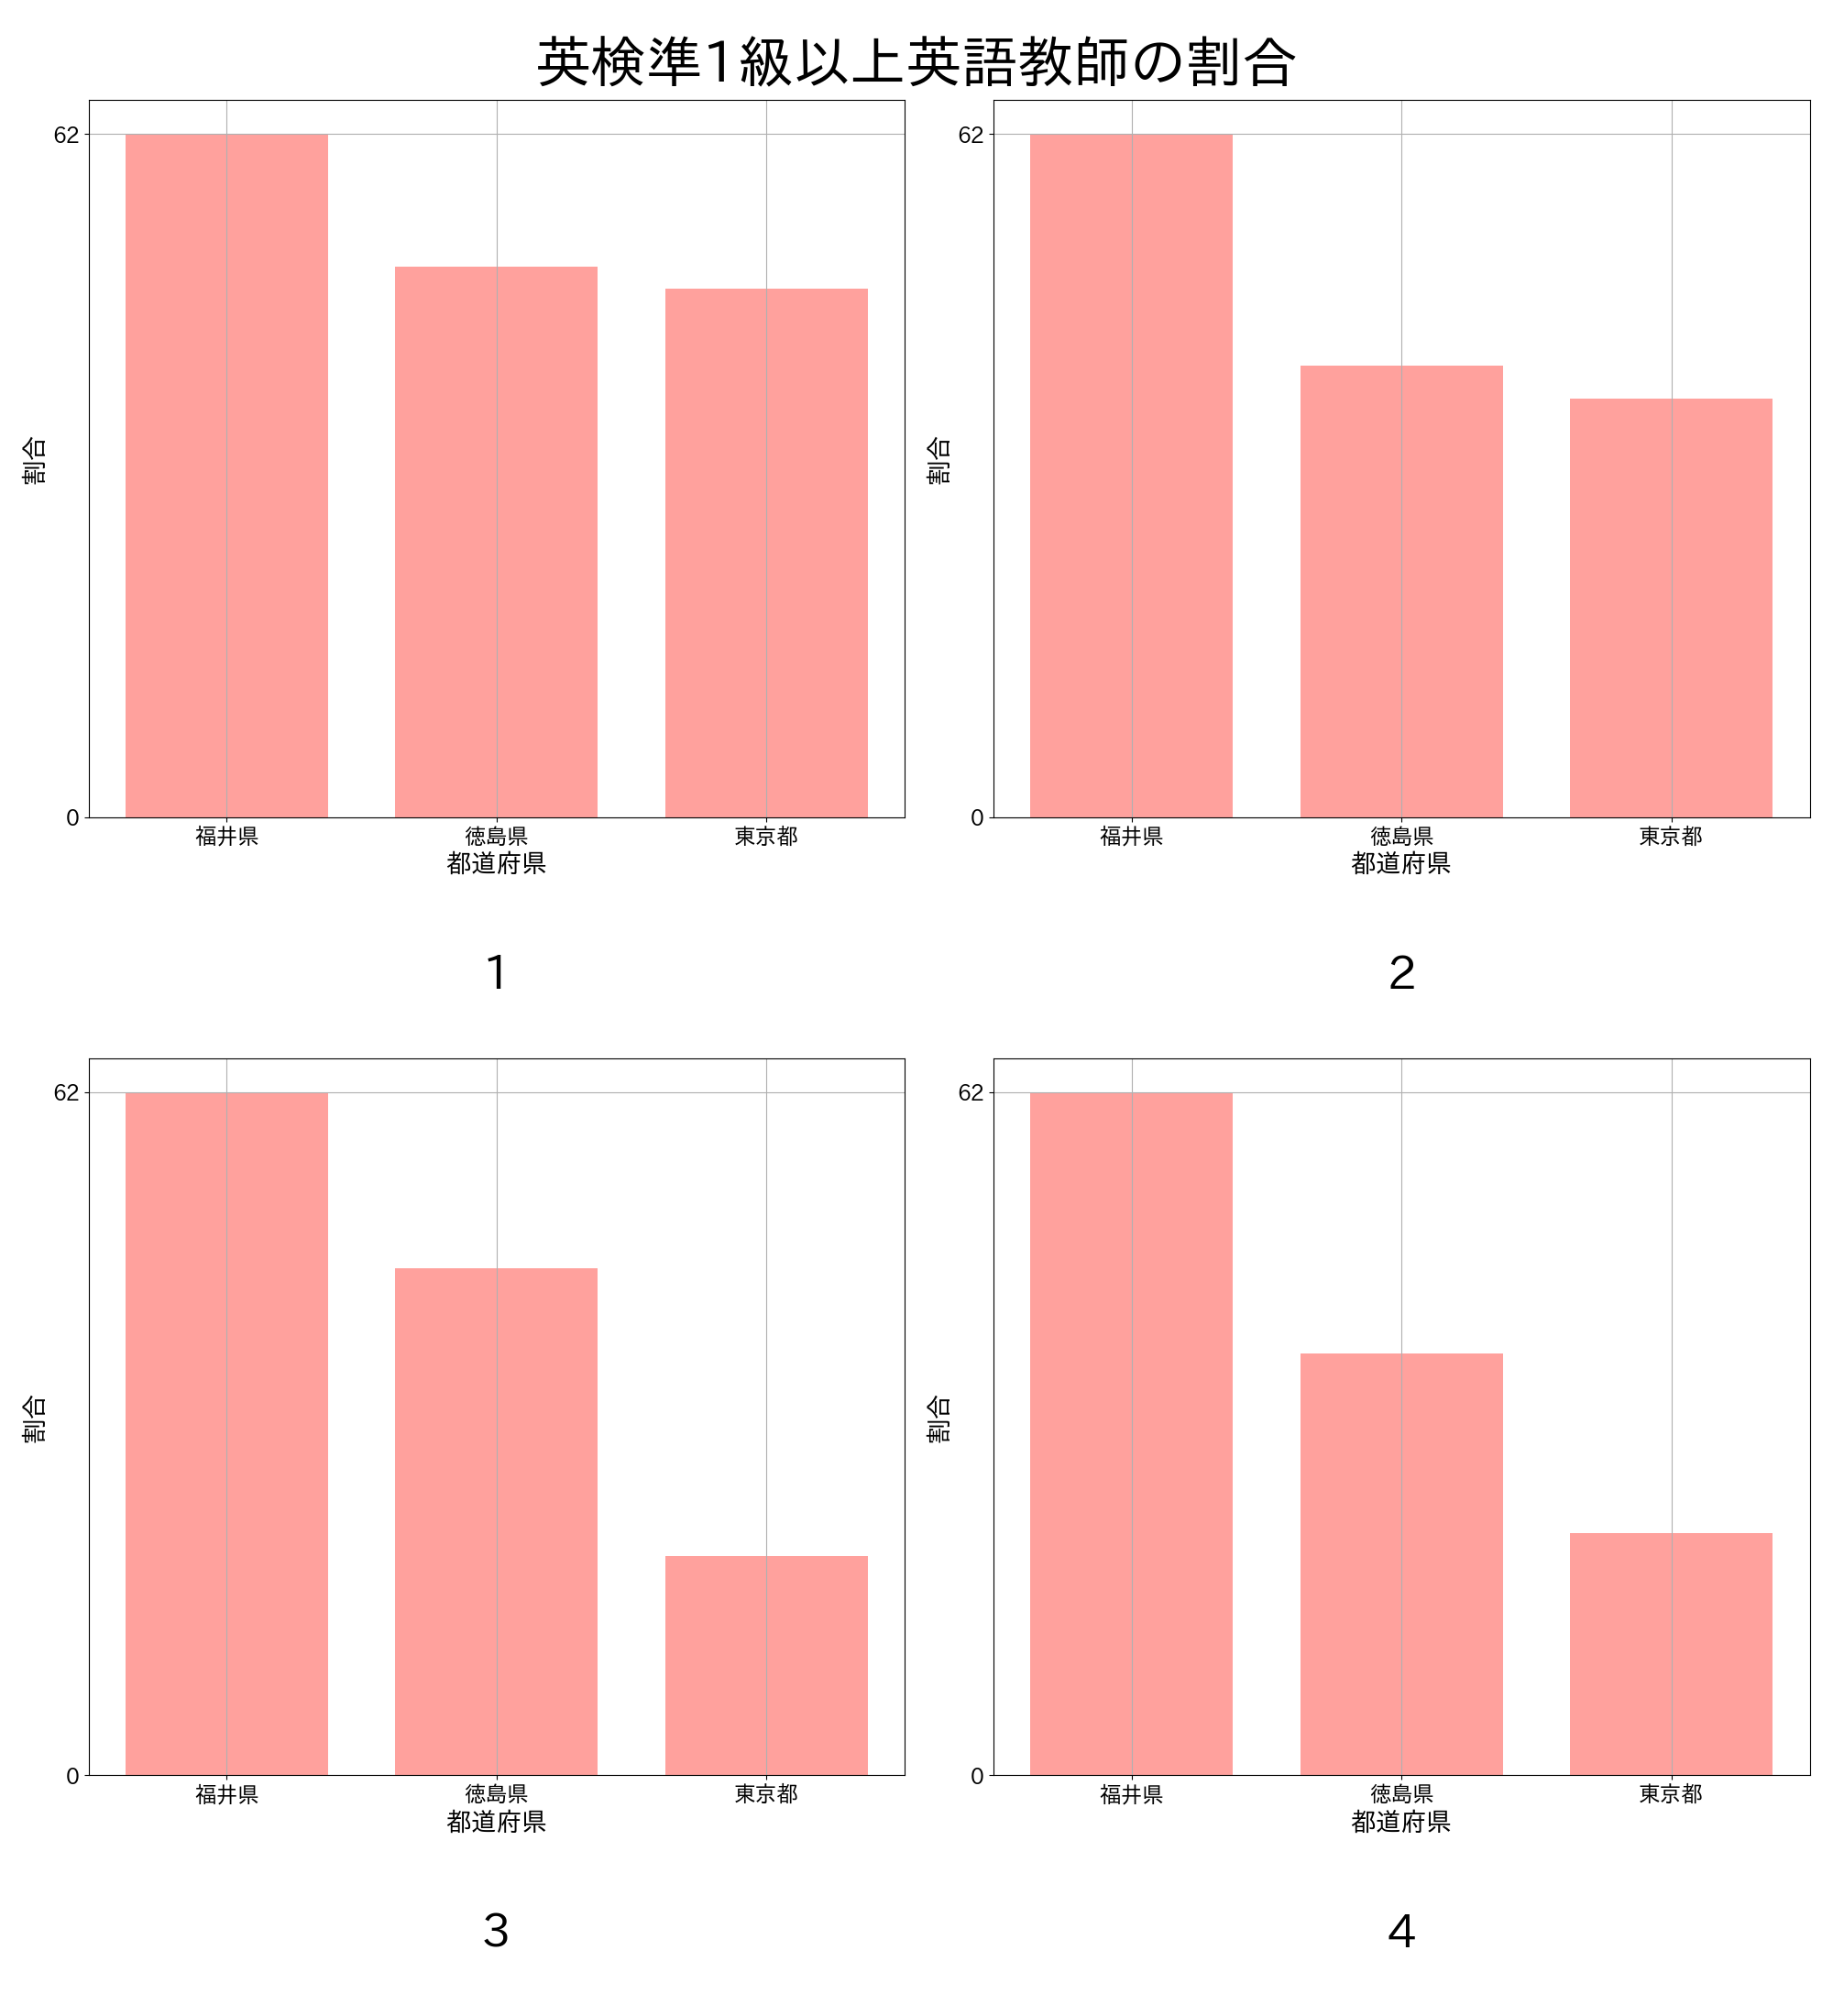 英検準1級以上英語教師の割合
62
0
割合
福井県 徳島県 東京都
都道府県
1
62
0
割合
福井県 徳島県 東京都
都道府県
2
62
0
割合
福井県 徳島県 東京都
都道府県
3
62
0
割合
福井県 徳島県 東京都
都道府県
4